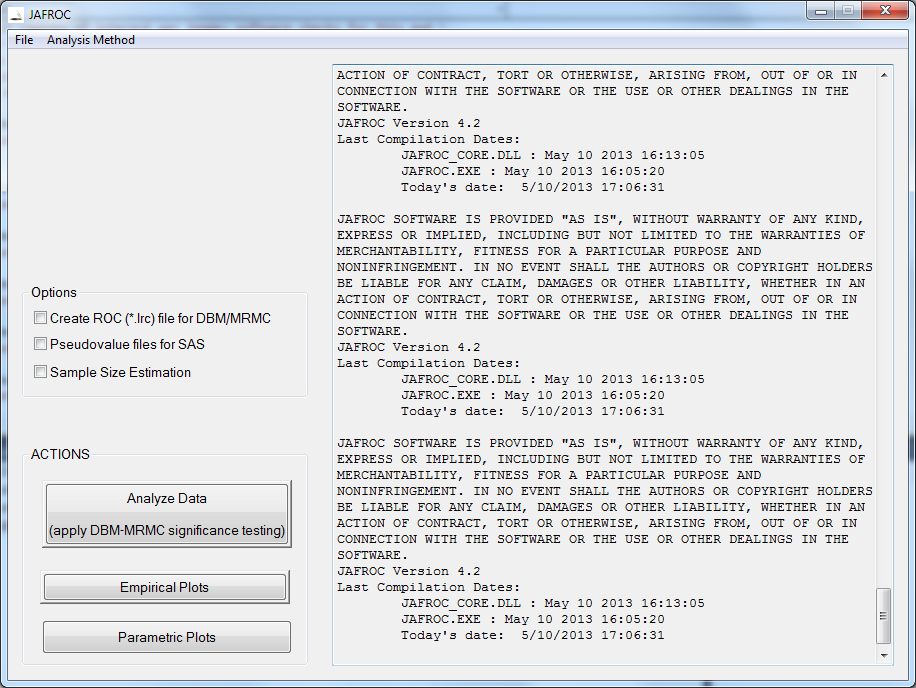 JAFROC
File Analysis Method
Options
Create ROC (*.lrc) file for DBM/MRMC
Pseudovalue files for SAS
Sample Size Estimation
ACTIONS
Analyze Data
(apply DBM-MRMC significance testing)
Empirical Plots
Parametric Plots
ACTION OF CONTRACT, TORT OR OTHERWISE, ARISING FROM, OUT OF OR IN
CONNECTION WITH THE SOFTWARE OR THE USE OR OTHER DEALINGS IN THE
SOFTWARE.
JAFROC Version 4.2
Last Compilation Dates:
JAFROC_CORE.DLL : May 10 2013 16:13:05
JAFROC.EXE : May 10 2013 16:05:20
Today's date: 5/10/2013 17:06:31
JAFROC SOFTWARE IS PROVIDED "AS IS", WITHOUT WARRANTY OF ANY KIND,
EXPRESS OR IMPLIED, INCLUDING BUT NOT LIMITED TO THE WARRANTIES OF
MERCHANTABILITY, FITNESS FOR A PARTICULAR PURPOSE AND
NONINFRINGEMENT. IN NO EVENT SHALL THE AUTHORS OR COPYRIGHT HOLDERS
BE LIABLE FOR ANY CLAIM, DAMAGES OR OTHER LIABILITY, WHETHER IN AN
ACTION OF CONTRACT, TORT OR OTHERWISE, ARISING FROM, OUT OF OR IN
CONNECTION WITH THE SOFTWARE OR THE USE OR OTHER DEALINGS IN THE
SOFTWARE.
JAFROC Version 4.2
Last Compilation Dates:
JAFROC_CORE.DLL : May 10 2013 16:13:05
JAFROC.EXE : May 10 2013 16:05:20
Today's date: 5/10/2013 17:06:31
JAFROC SOFTWARE IS PROVIDED "AS IS", WITHOUT WARRANTY OF ANY KIND,
EXPRESS OR IMPLIED, INCLUDING BUT NOT LIMITED TO THE WARRANTIES OF
MERCHANTABILITY, FITNESS FOR A PARTICULAR PURPOSE AND
NONINFRINGEMENT. IN NO EVENT SHALL THE AUTHORS OR COPYRIGHT HOLDERS
BE LIABLE FOR ANY CLAIM, DAMAGES OR OTHER LIABILITY, WHETHER IN AN
ACTION OF CONTRACT, TORT OR OTHERWISE, ARISING FROM, OUT OF OR IN
CONNECTION WITH THE SOFTWARE OR THE USE OR OTHER DEALINGS IN THE
SOFTWARE.
JAFROC Version 4.2
Last Compilation Dates:
JAFROC_CORE.DLL : May 10 2013 16:13:05
JAFROC.EXE : May 10 2013 16:05:20
Today's date: 5/10/2013 17:06:31